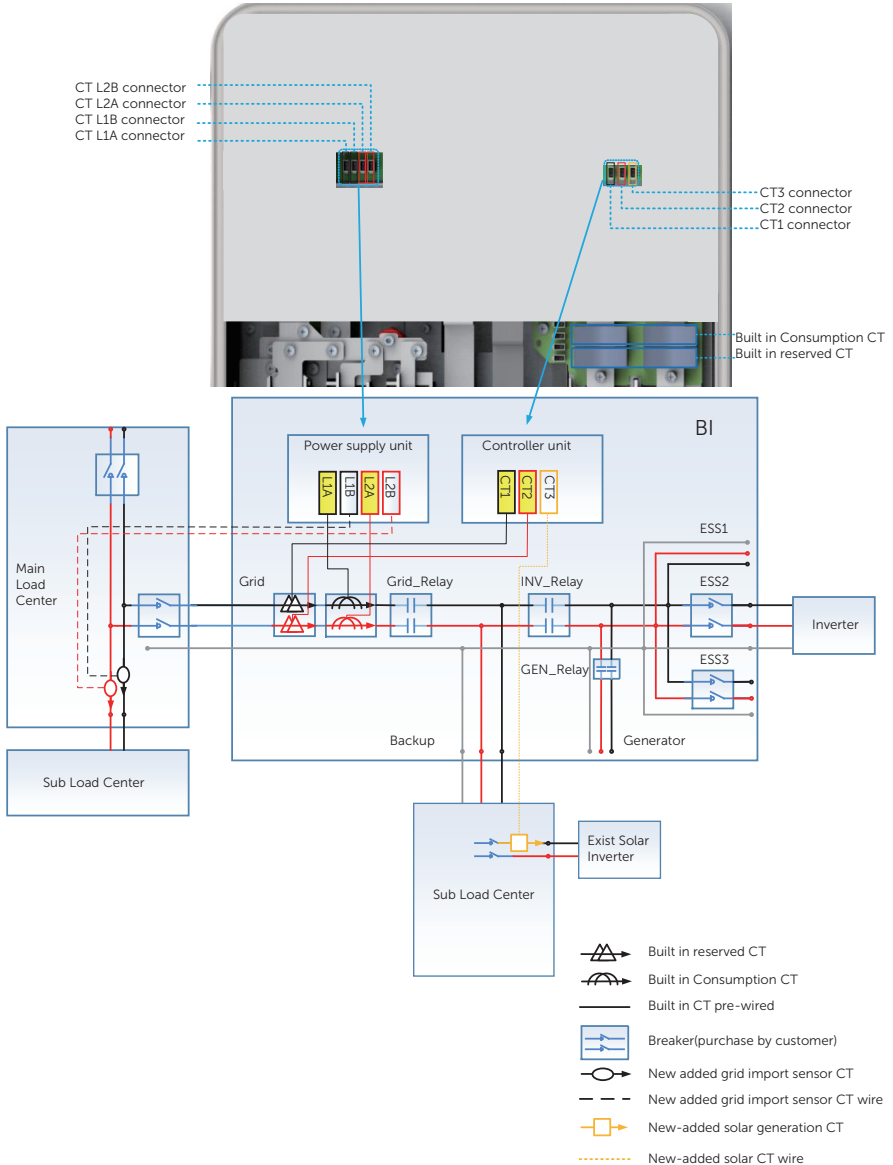 CT L2B connector
CT L2A connector
CT L1B connector
CT L1A connector
CT3 connector
CT2 connector
CT1 connector
Built in Consumption CT
Built in reserved CT
BI
Power supply unit
L1A
L1B
L2A
L2B
Controller unit
CT1
CT2
CT3
Main
Load
Center
Grid
Grid_Relay
INV_Relay
ESS1
ESS2
ESS3
Inverter
GEN_Relay
Backup
Generator
Sub Load Center
Exist Solar
Inverter
Sub Load Center
Built in reserved CT
Built in Consumption CT
Built in CT pre-wired
Breaker(purchase by customer)
New added grid import sensor CT
New added grid import sensor CT wire
New-added solar generation CT
New-added solar CT wire